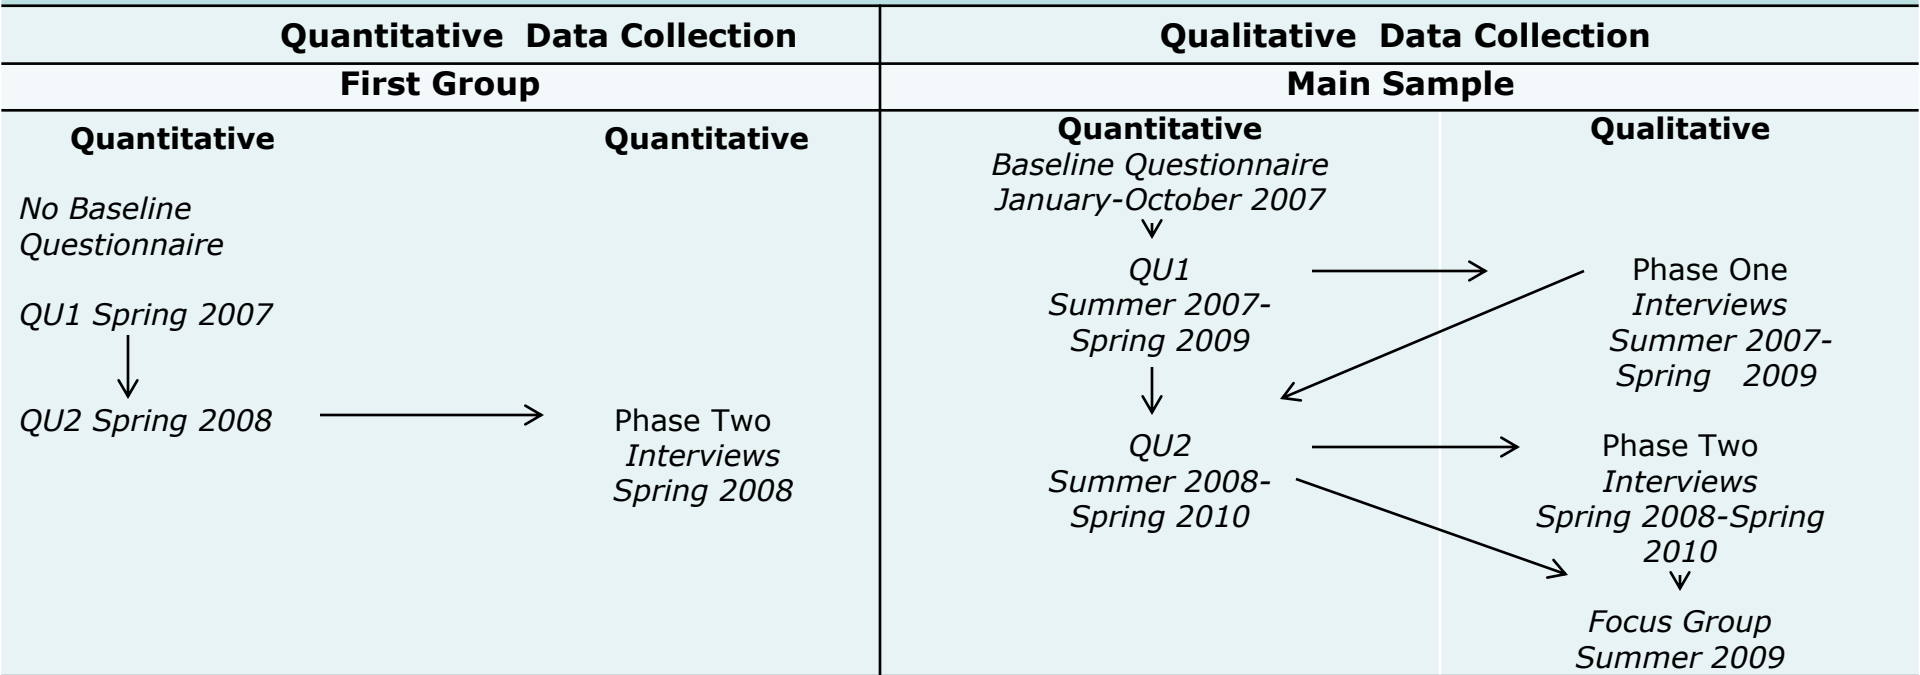 Quantitative Data Collection
Qualitative Data Collection
First Group
Main Sample
Quantitative
No Baseline
Questionnaire
QU1 Spring 2007
QU2 Spring 2008
Quantitative
Phase Two
Interviews
Spring 2008
Quantitative
Baseline Questionnaire
January-October 2007
QU1
Summer 2007-
Spring 2009
QU2
Summer 2008-
Spring 2010
Qualitative
Phase One
Interviews
Summer 2007-
Spring 2009
Phase Two
Interviews
Spring 2008-Spring
2010
Focus Group
Summer 2009